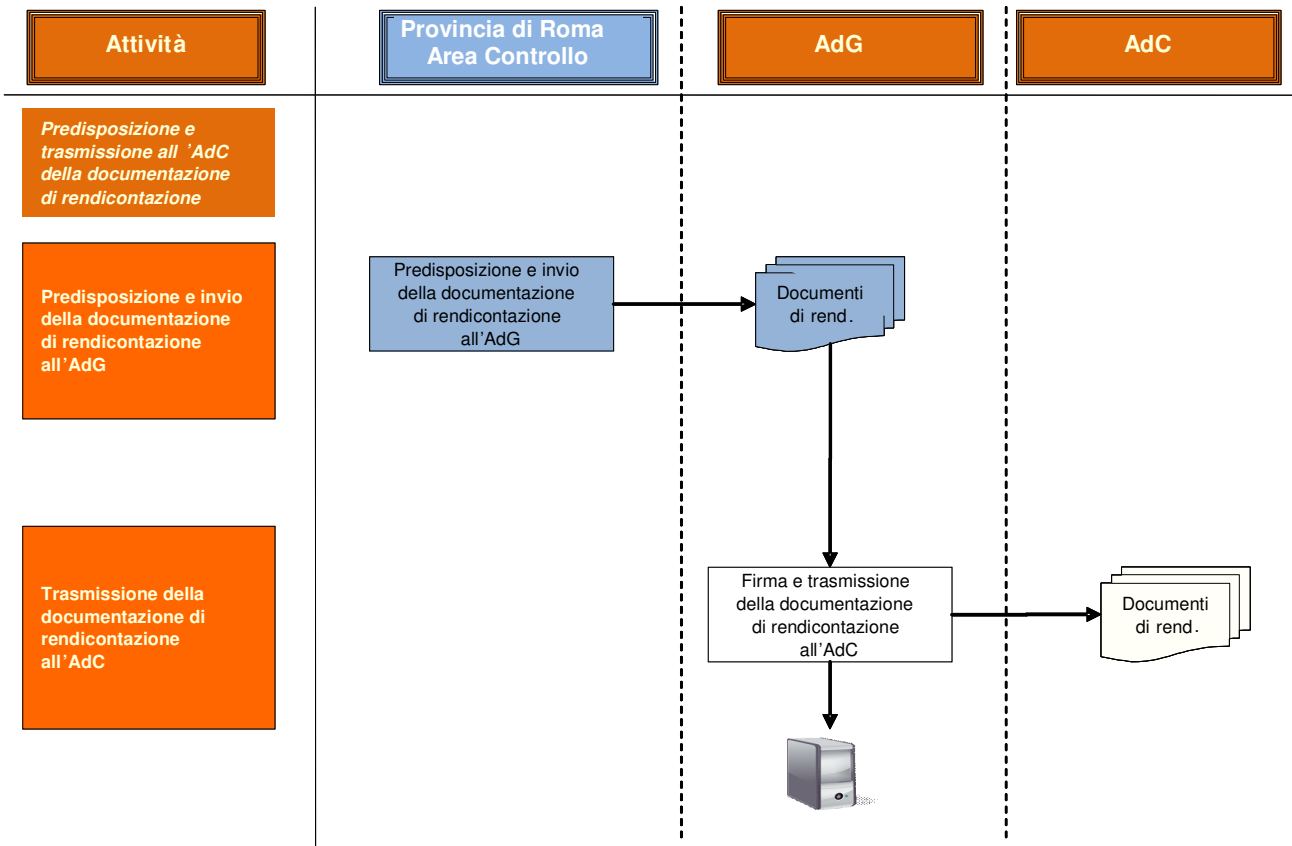 Attività
Provincia di Roma
Area Controllo
AdG
AdC
Predisposizione e
trasmissione all 'AdC
della documentazione
di rendicontazione
Predisposizione e invio
della documentazione
di rendicontazione
all'AdG
Predisposizione e invio
della documentazione
di rendicontazione
all'AdG
Documenti
di rend.
Trasmissione della
documentazione di
rendicontazione
all'AdC
Firma e trasmissione
della documentazione
di rendicontazione
all'AdC
Documenti
di rend.